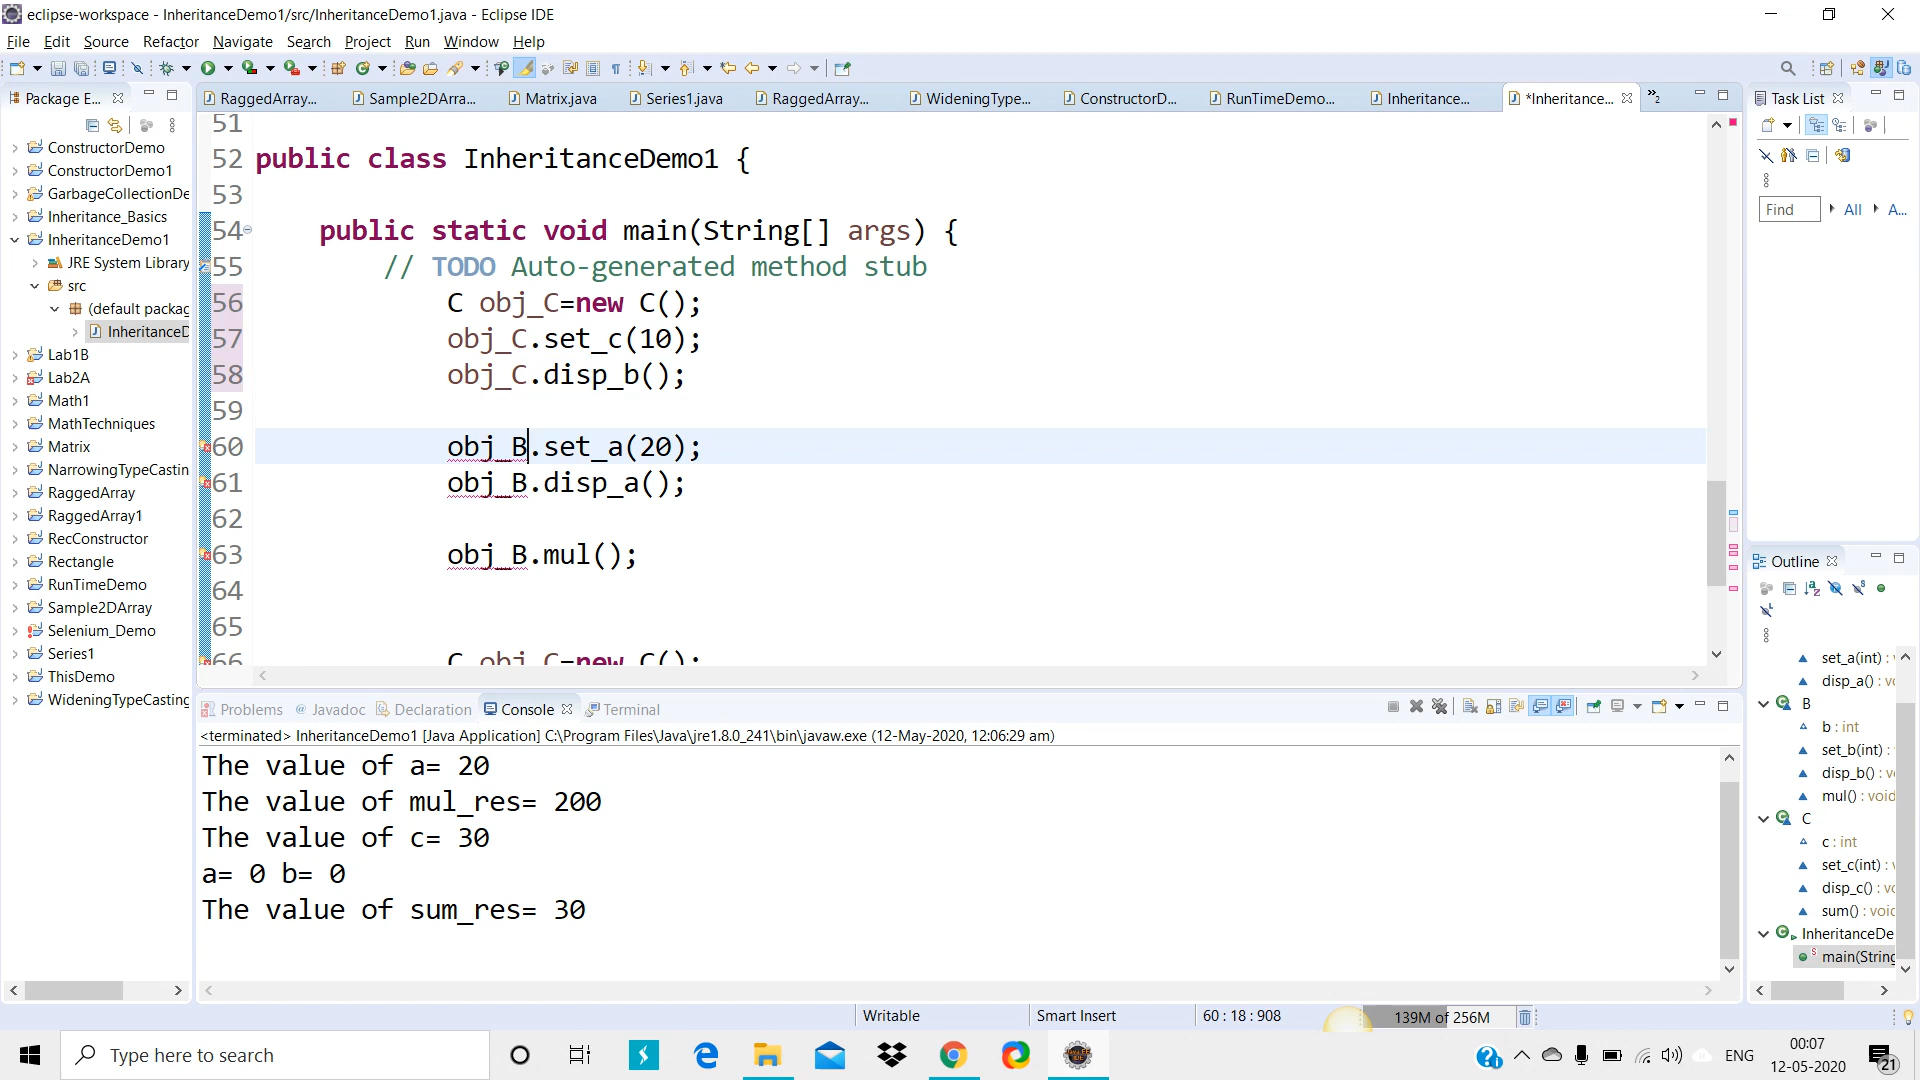 eclipse-workspace - InheritanceDemo1/src/InheritanceDemo1.java - Eclipse IDE
File Edit Source Refactor Navigate Search Project Run Window Help
Package E...
RaggedArray... Sample2DArra... Matrix.java Series1.java RaggedArray... WideningType... ConstructorD... RunTimeDemo... Inheritance... *Inheritance... »2
Task List
ConstructorDemo
ConstructorDemo1
GarbageCollectionDe
Inheritance_Basics
InheritanceDemo1
JRE System Library
src
(default packag
InheritanceD
Lab1B
Lab2A
Math1
MathTechniques
Matrix
NarrowingTypeCastin
RaggedArray
RaggedArray1
RecConstructor
Rectangle
RunTimeDemo
Sample2DArray
Selenium_Demo
Series1
ThisDemo
WideningTypeCasting
51
52 public class InheritanceDemo1 {
53
54 public static void main(String[] args) {
55 // TODO Auto-generated method stub
56 C obj_C=new C();
57 obj_C.set_c(10);
58 obj_C.disp_b();
59
60 obj_B.set_a(20);
61 obj_B.disp_a();
62
63 obj_B.mul();
64
65
66 C obj_C=new C();
Find All A...
Outline
set_a(int) :
disp_a() : vo
B
b : int
set_b(int) :
disp_b() : v
mul() : void
C
c : int
set_c(int) :
disp_c() : vo
sum() : void
InheritanceDe
main(String
Problems Javadoc Declaration Console Terminal
<terminated> InheritanceDemo1 [Java Application] C:\Program Files\Java\jre1.8.0_241\bin\javaw.exe (12-May-2020, 12:06:29 am)
The value of a= 20
The value of mul_res= 200
The value of c= 30
a= 0 b= 0
The value of sum_res= 30
Writable Smart Insert 60 : 18 : 908 139M of 256M
Type here to search
ENG
00:07
12-05-2020
21